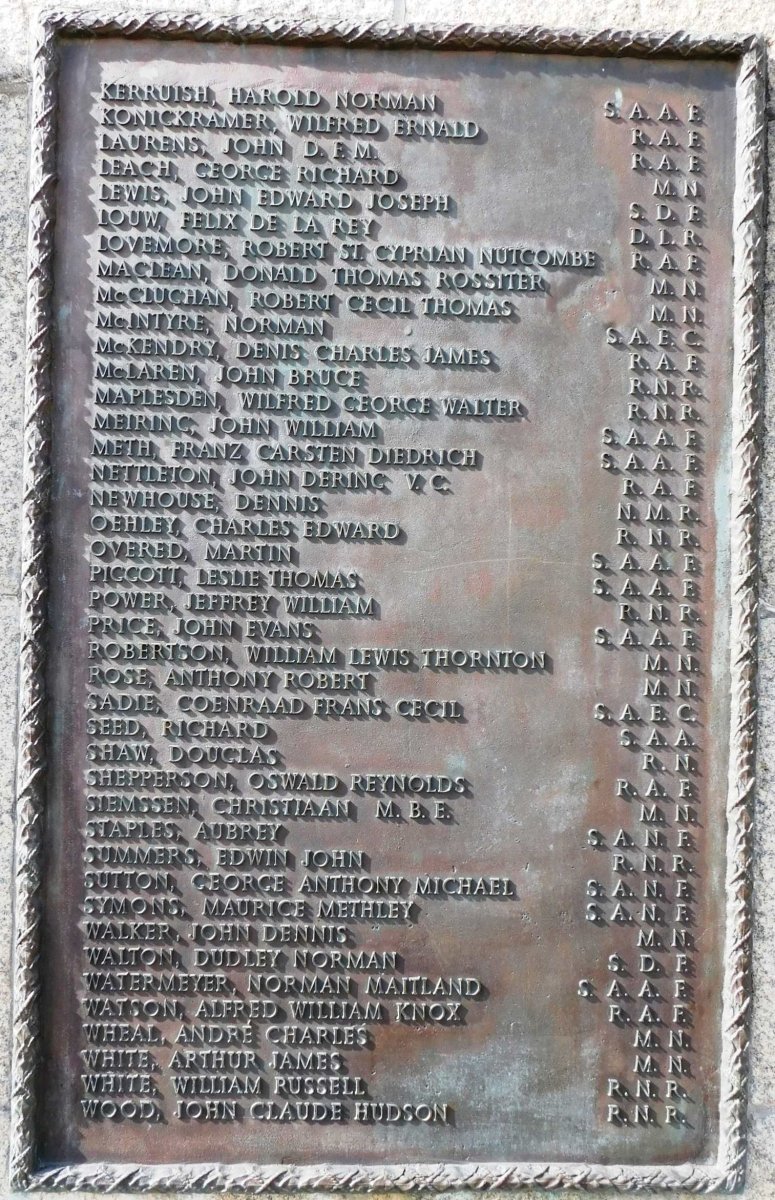 KERRUISH, HAROLD NORMAN S.A.A.F.
KONICKRAMER, WILFRED ERNALD R.A.F.
LAURENS, JOHN D.F.M. R.A.F.
LEACH, GEORGE RICHARD M.N.
LEWIS, JOHN EDWARD JOSEPH S.D.F.
LOUW, FELIX DE LA REY D.L.R.
LOVEMORE, ROBERT ST. CYPRIAN NUTCOMBE R.A.F.
MACLEAN, DONALD THOMAS ROSSITER M.N.
McCLUCHAN, ROBERT CECIL THOMAS M.N.
McINTYRE, NORMAN S.A.E.C.
McKENDRY, DENIS CHARLES JAMES R.A.F.
McLAREN, JOHN BRUCE R.N.R.
MAPLESDEN, WILFRED GEORGE WALTER R.N.R.
MEIRING, JOHN WILLIAM S.A.A.F.
METH, FRANZ CARSTEN DIEDRICH S.A.A.F.
NETTLETON, JOHN DERING V.C. R.A.F.
NEWHOUSE, DENNIS N.M.R.
OEHLEY, CHARLES EDWARD R.N.R.
OVERED, MARTIN S.A.A.F.
PIGGOTT, LESLIE THOMAS S.A.A.F.
POWER, JEFFREY WILLIAM R.N.R.
PRICE, JOHN EVANS S.A.A.F.
ROBERTSON, WILLIAM LEWIS THORNTON M.N.
ROSE, ANTHONY ROBERT M.N.
SADIE, COENRAAD FRANS CECIL S.A.E.C.
SEED, RICHARD S.A.A.
SHAW, DOUGLAS R.N.
SHEPPERSON, OSWALD REYNOLDS R.A.F.
SIEMSSEN, CHRISTIAAN M.B.E. M.N.
STAPLES, AUBREY S.A.N.F.
SUMMERS, EDWIN JOHN R.N.R.
SUTTON, GEORGE ANTHONY MICHAEL S.A.N.F.
SYMONS, MAURICE METHLEY S.A.N.F.
WALKER, JOHN DENNIS M.N.
WALTON, DUDLEY NORMAN S.D.F.
WATERMEYER, NORMAN MAITLAND S.A.A.F.
WATSON, ALFRED WILLIAM KNOX R.A.F.
WHEAL, ANDRÉ CHARLES M.N.
WHITE, ARTHUR JAMES M.N.
WHITE, WILLIAM RUSSELL R.N.R.
WOOD, JOHN CLAUDE HUDSON R.N.R.